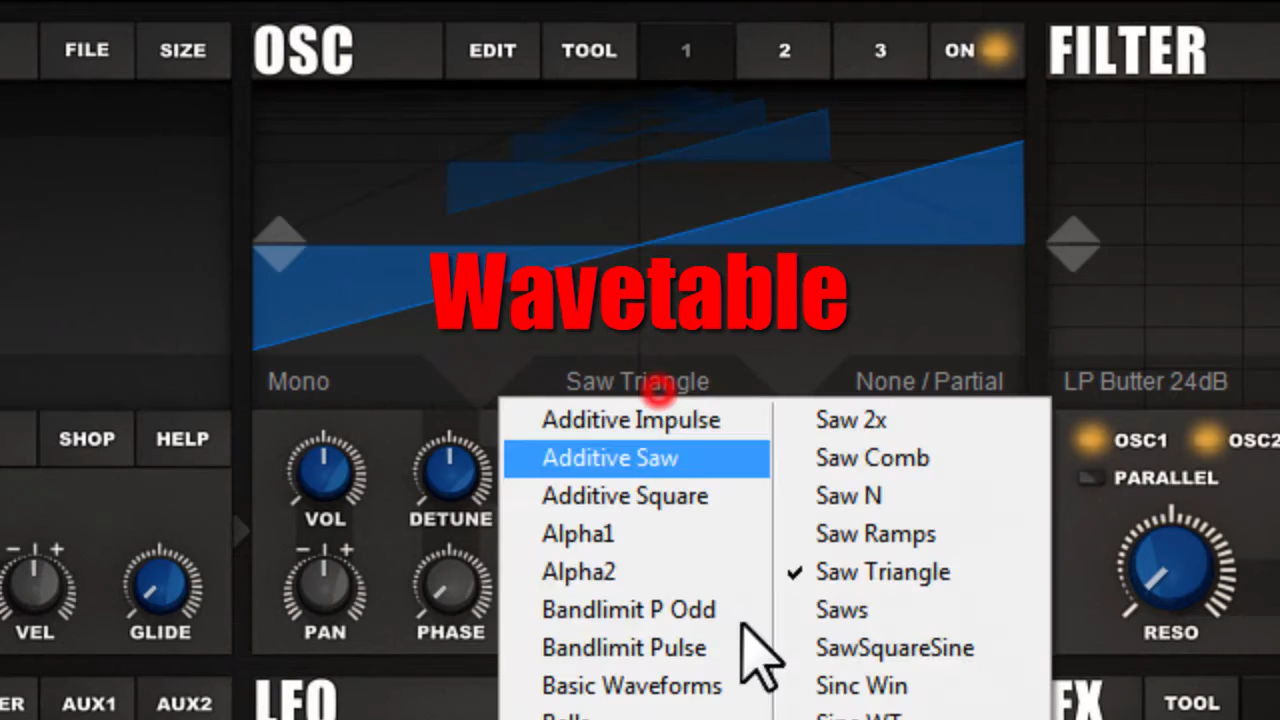 FILE SIZE OSC EDIT TOOL 1 2 3 ON FILTER
Wavetable
Mono Saw Triangle None / Partial LP Butter 24dB
SHOP HELP
VOL DETUNE
PAN PHASE
VEL GLIDE
Additive Impulse
Additive Saw
Additive Square
Alpha1
Alpha2
Bandlimit P Odd
Bandlimit Pulse
Basic Waveforms
Saw 2x
Saw Comb
Saw N
Saw Ramps
Saw Triangle
Saws
SawSquareSine
Sinc Win
OSC1 OSC2
PARALLEL
RESO
AUX1 AUX2 LFO FX TOOL